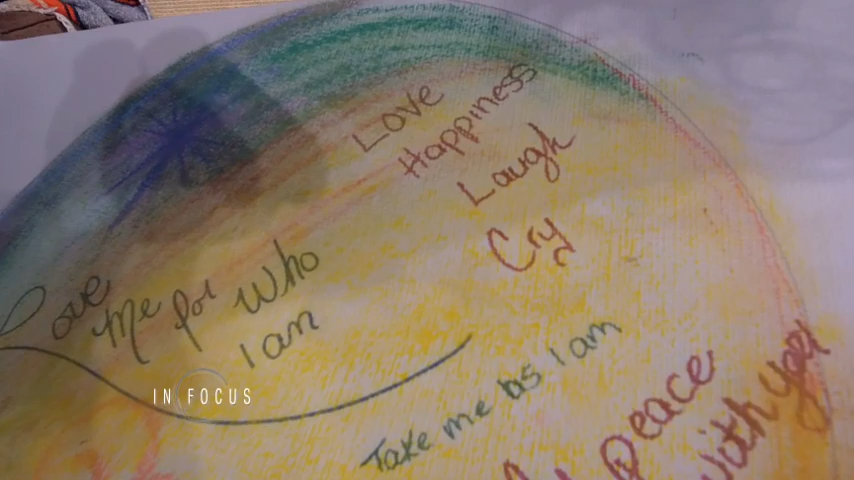 Love
Happiness
Laugh
Cry
Love
Me for Who
I am
IN FOCUS
Take me as I am
Peace
with you